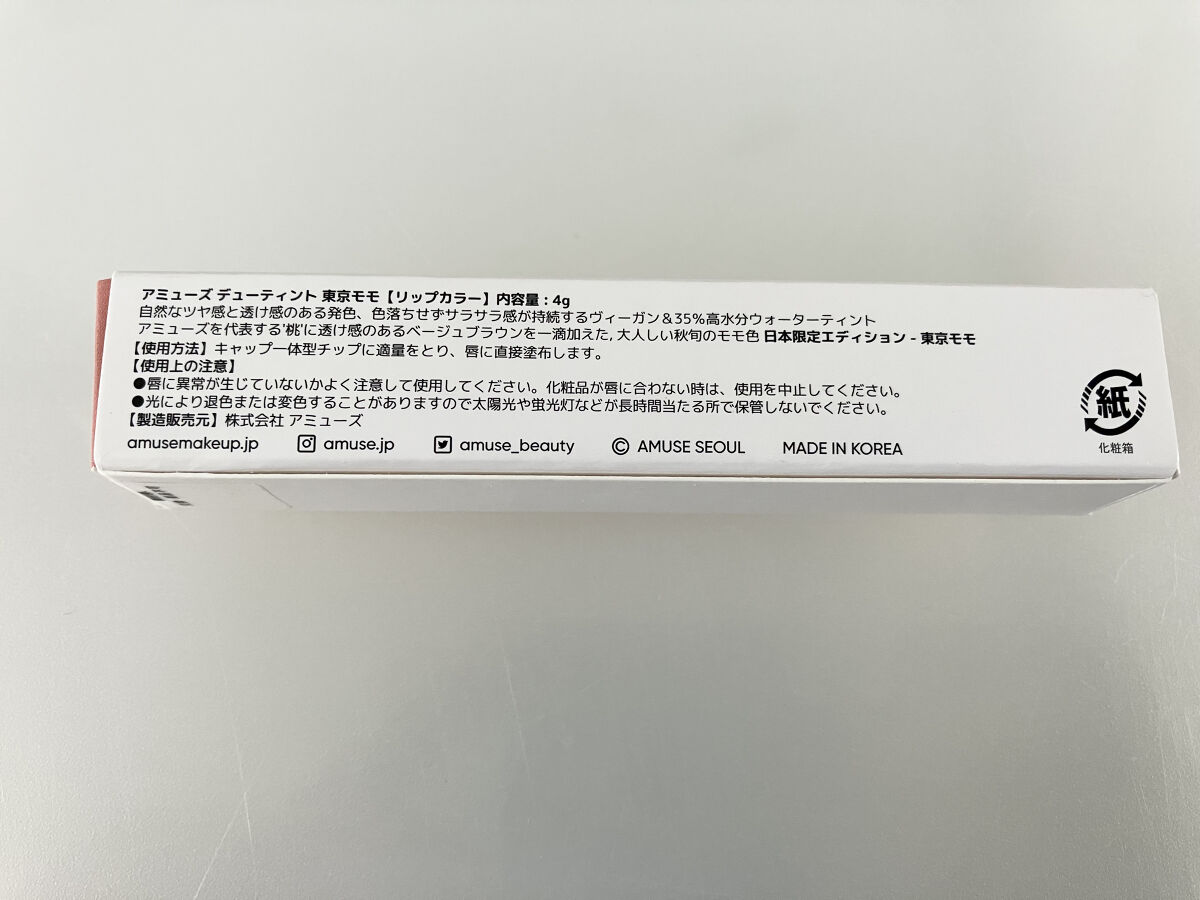 アミューズ デューティント 東京モモ【リップカラー】内容量 : 4g
自然なツヤ感と透け感のある発色、色落ちせずサラサラ感が持続するヴィーガン&35%高水分ウォーターティント
アミューズを代表する'桃'に透け感のあるベージュブラウンを一滴加えた, 大人しい秋旬のモモ色 日本限定エディション - 東京モモ
【使用方法】キャップ一体型チップに適量をとり、唇に直接塗布します。
【使用上の注意】
●唇に異常が生じていないかよく注意して使用してください。化粧品が唇に合わない時は、使用を中止してください。
●光により退色または変色することがありますので太陽光や蛍光灯などが長時間当たる所で保管しないでください。
【製造販売元】株式会社 アミューズ
amusemakeup.jp amuse.jp amuse_beauty © AMUSE SEOUL MADE IN KOREA
紙
化粧箱